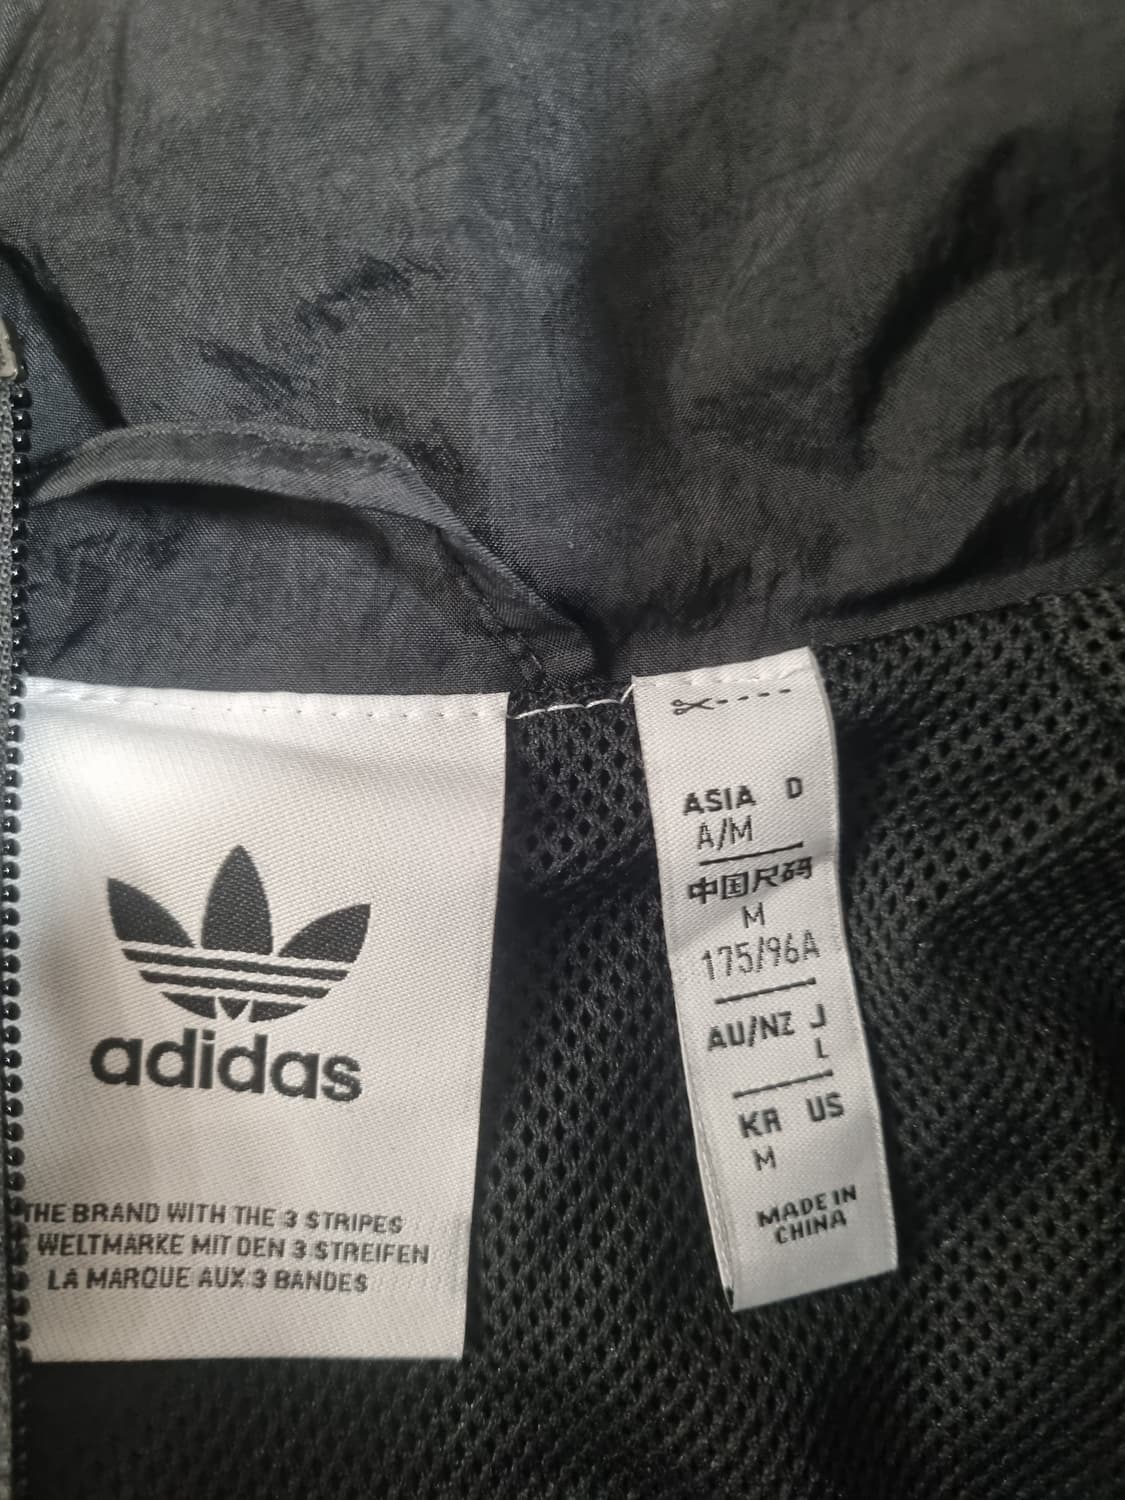 adidas
THE BRAND WITH THE 3 STRIPES
WELTMARKE MIT DEN 3 STREIFEN
LA MARQUE AUX 3 BANDES
ASIA D
A/M
中国尺码
M
175/96A
AU/NZ J
L
KR US
M
MADE IN
CHINA